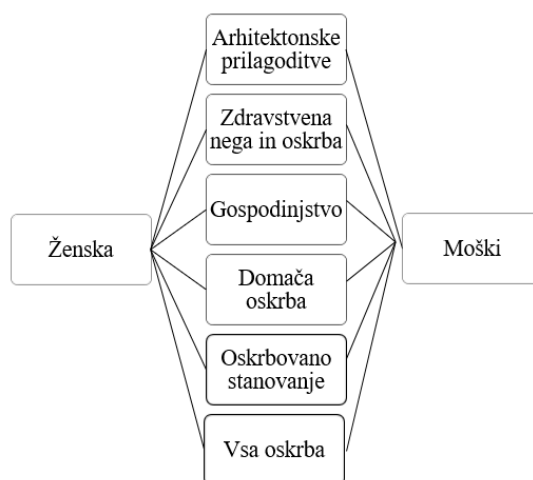 Arhitektonske
prilagoditve
Zdravstvena
nega in oskrba
Gospodinjstvo
Ženska
Moški
Domača
oskrba
Oskrbovano
stanovanje
Vsa oskrba